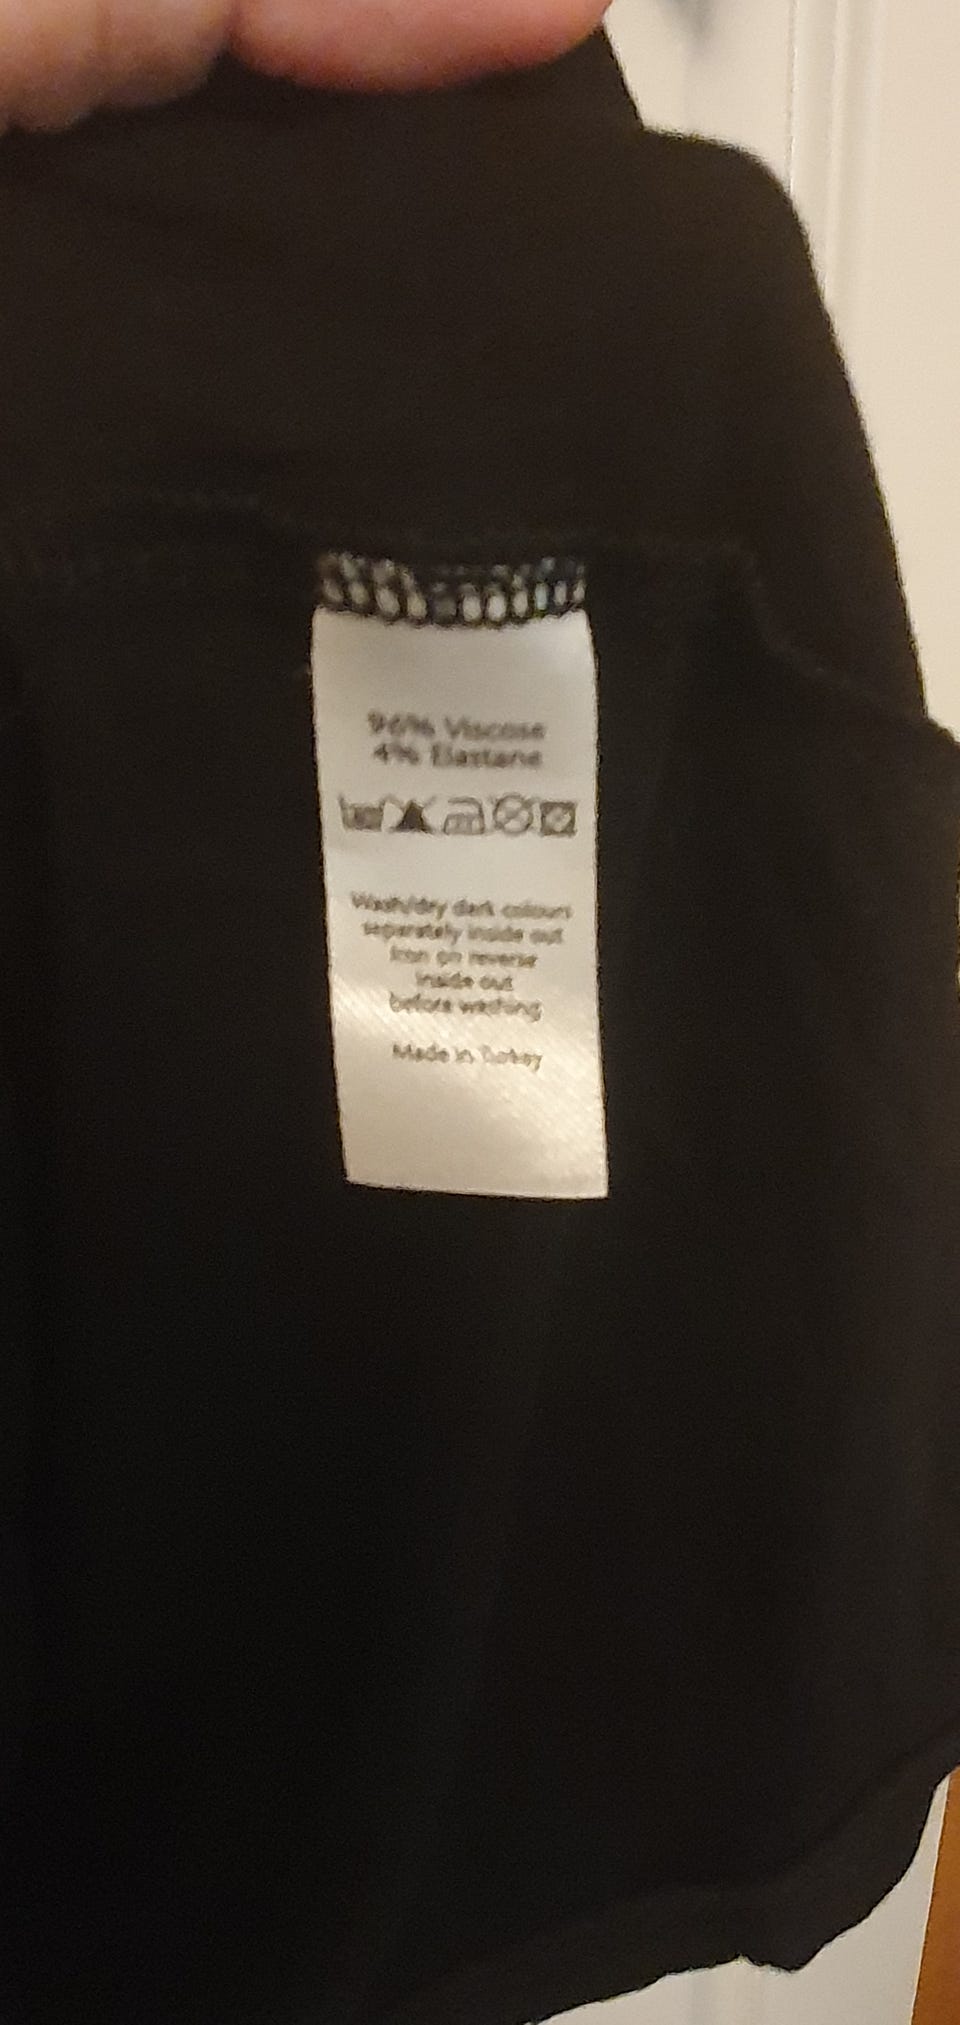 96% Viscose
4% Elastane
Wash/dry dark colours
separately inside out
Iron on reverse
inside out
before washing
Made in Turkey